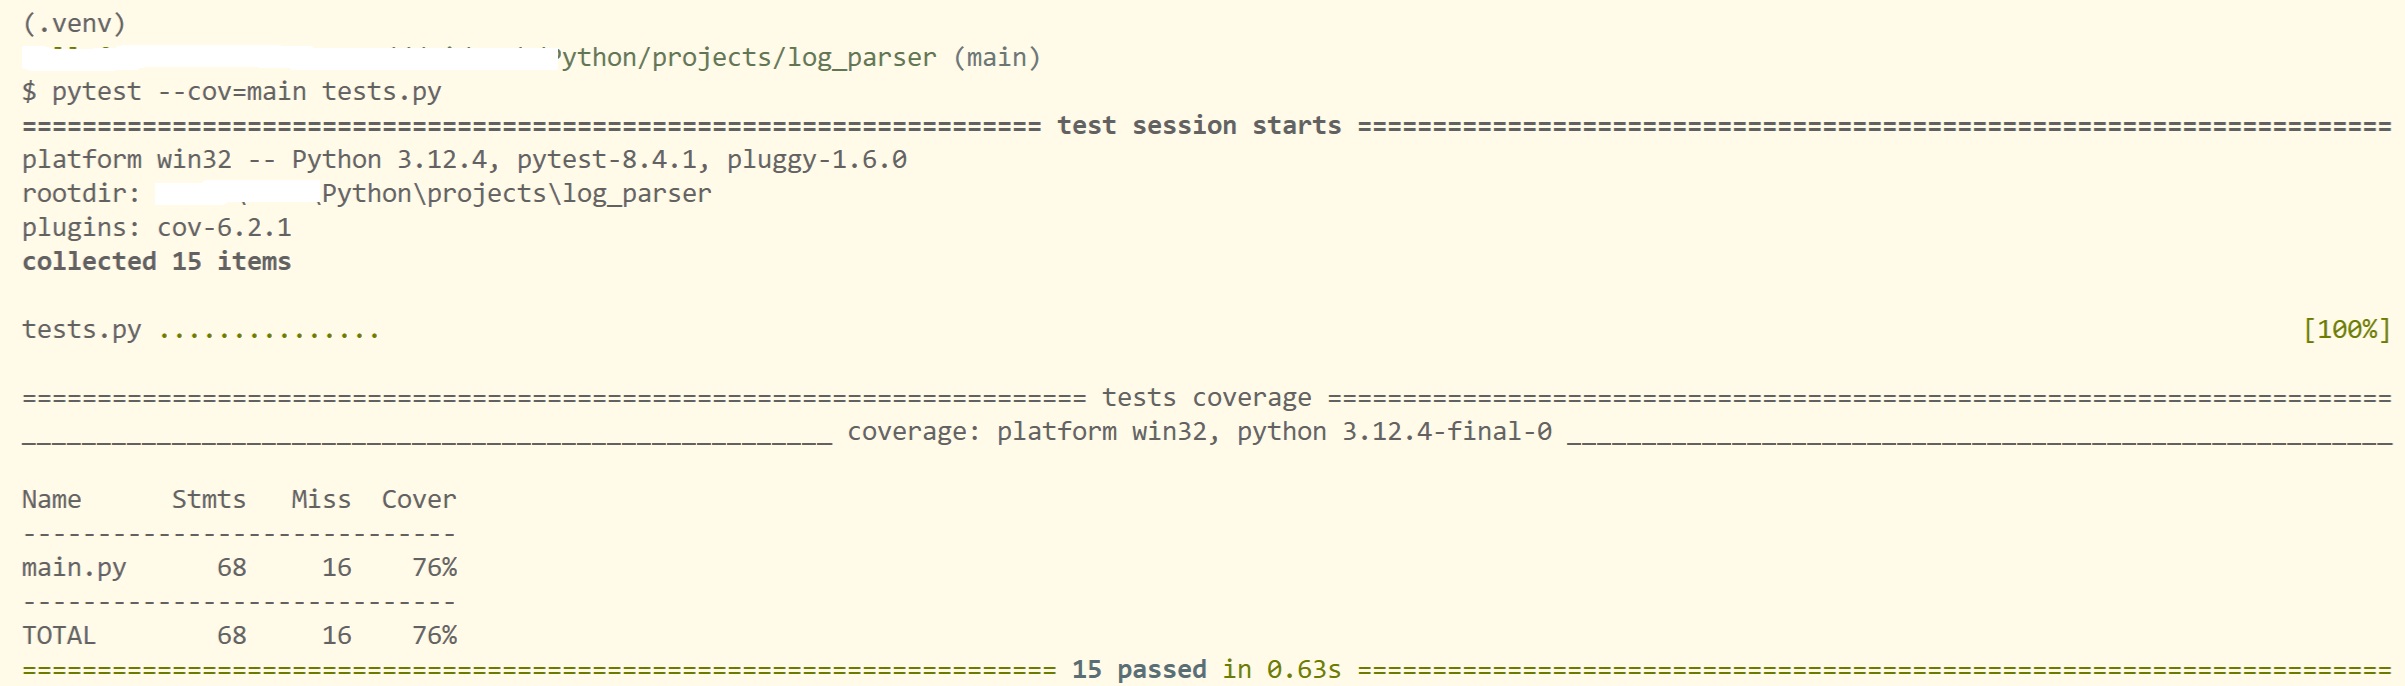 (.venv)
ython/projects/log_parser (main)
$ pytest --cov=main tests.py
==================================================================== test session starts =====================================================================
platform win32 -- Python 3.12.4, pytest-8.4.1, pluggy-1.6.0
rootdir: \Python\projects\log_parser
plugins: cov-6.2.1
collected 15 items
tests.py ............... [100%]
======================================================================= tests coverage =======================================================================
______________________________________________________ coverage: platform win32, python 3.12.4-final-0 _______________________________________________________
Name      Stmts   Miss  Cover
-----------------------------
main.py      68     16    76%
-----------------------------
TOTAL        68     16    76%
===================================================================== 15 passed in 0.63s =====================================================================